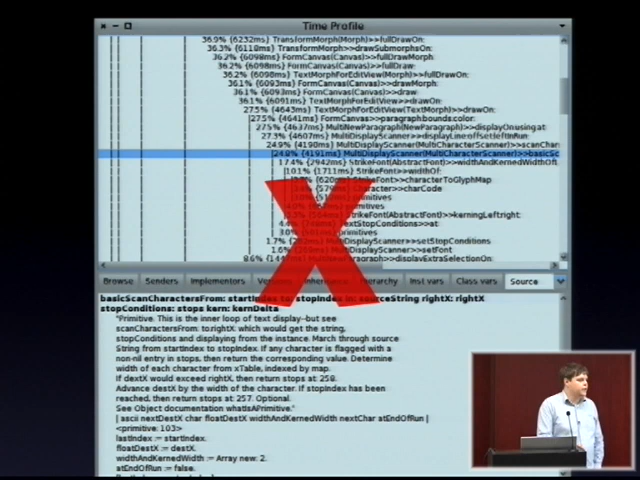 Time Profile
36.9% {6232ms} TransformMorph(Morph)>>fullDrawOn:
36.3% {6118ms} TransformMorph>>drawSubmorphsOn:
36.2% {6098ms} FormCanvas(Canvas)>>fullDrawMorph:
36.2% {6098ms} TextMorphForEditView(Morph)>>fullDrawOn:
36.1% {6093ms} FormCanvas(Canvas)>>drawMorph:
36.1% {6093ms} FormCanvas(Canvas)>>draw:
36.1% {6091ms} TextMorphForEditView(TextMorph)>>drawOn:
27.5% {4643ms} TextMorphForEditView(TextMorph)>>drawOn:
27.5% {4641ms} FormCanvas>>paragraph:bounds:color:
27.5% {4637ms} MultiNewParagraph(NewParagraph)>>displayOn:using:at
27.3% {4607ms} MultiDisplayScanner>>displayLine:offset:leftInRun:
24.9% {4190ms} MultiDisplayScanner(MultiCharacterScanner)>>scanChar
24.8% {4191ms} MultiDisplayScanner(MultiCharacterScanner)>>basicSc
17.4% {2942ms} StrikeFont(AbstractFont)>>widthAndKernedWidthOfL
10.1% {1711ms} StrikeFont>>widthOf:
StrikeFont>>characterToGlyphMap
Character>>charCode
primitives
primitives
StrikeFont(AbstractFont)>>kerningLeft:right:
TextStopConditions>>at:
primitives
1.7% MultiDisplayScanner>>setStopConditions
1.6% MultiDisplayScanner>>setFont
8.6% MultiNewParagraph>>displayExtraSelectionOn:
Browse Senders Implementors Hierarchy Inst vars Class vars Source
basicScanCharactersFrom: startIndex to: stopIndex in: sourceString rightX: rightX
stopConditions: stops kern: kernDelta
"Primitive. This is the inner loop of text display--but see
scanCharactersFrom: to:rightX: which would get the string,
stopConditions and displaying from the instance. March through source
String from startIndex to stopIndex. If any character is flagged with a
non-nil entry in stops, then return the corresponding value. Determine
width of each character from xTable, indexed by map.
If dextX would exceed rightX, then return stops at: 258.
Advance destX by the width of the character. If stopIndex has been
reached, then return stops at: 257. Optional.
See Object documentation whatIsAPrimitive."
| ascii nextDestX char floatDestX widthAndKernedWidth nextChar atEndOfRun |
<primitive: 103>
lastIndex := startIndex.
floatDestX := destX.
widthAndKernedWidth := Array new: 2.
atEndOfRun := false.